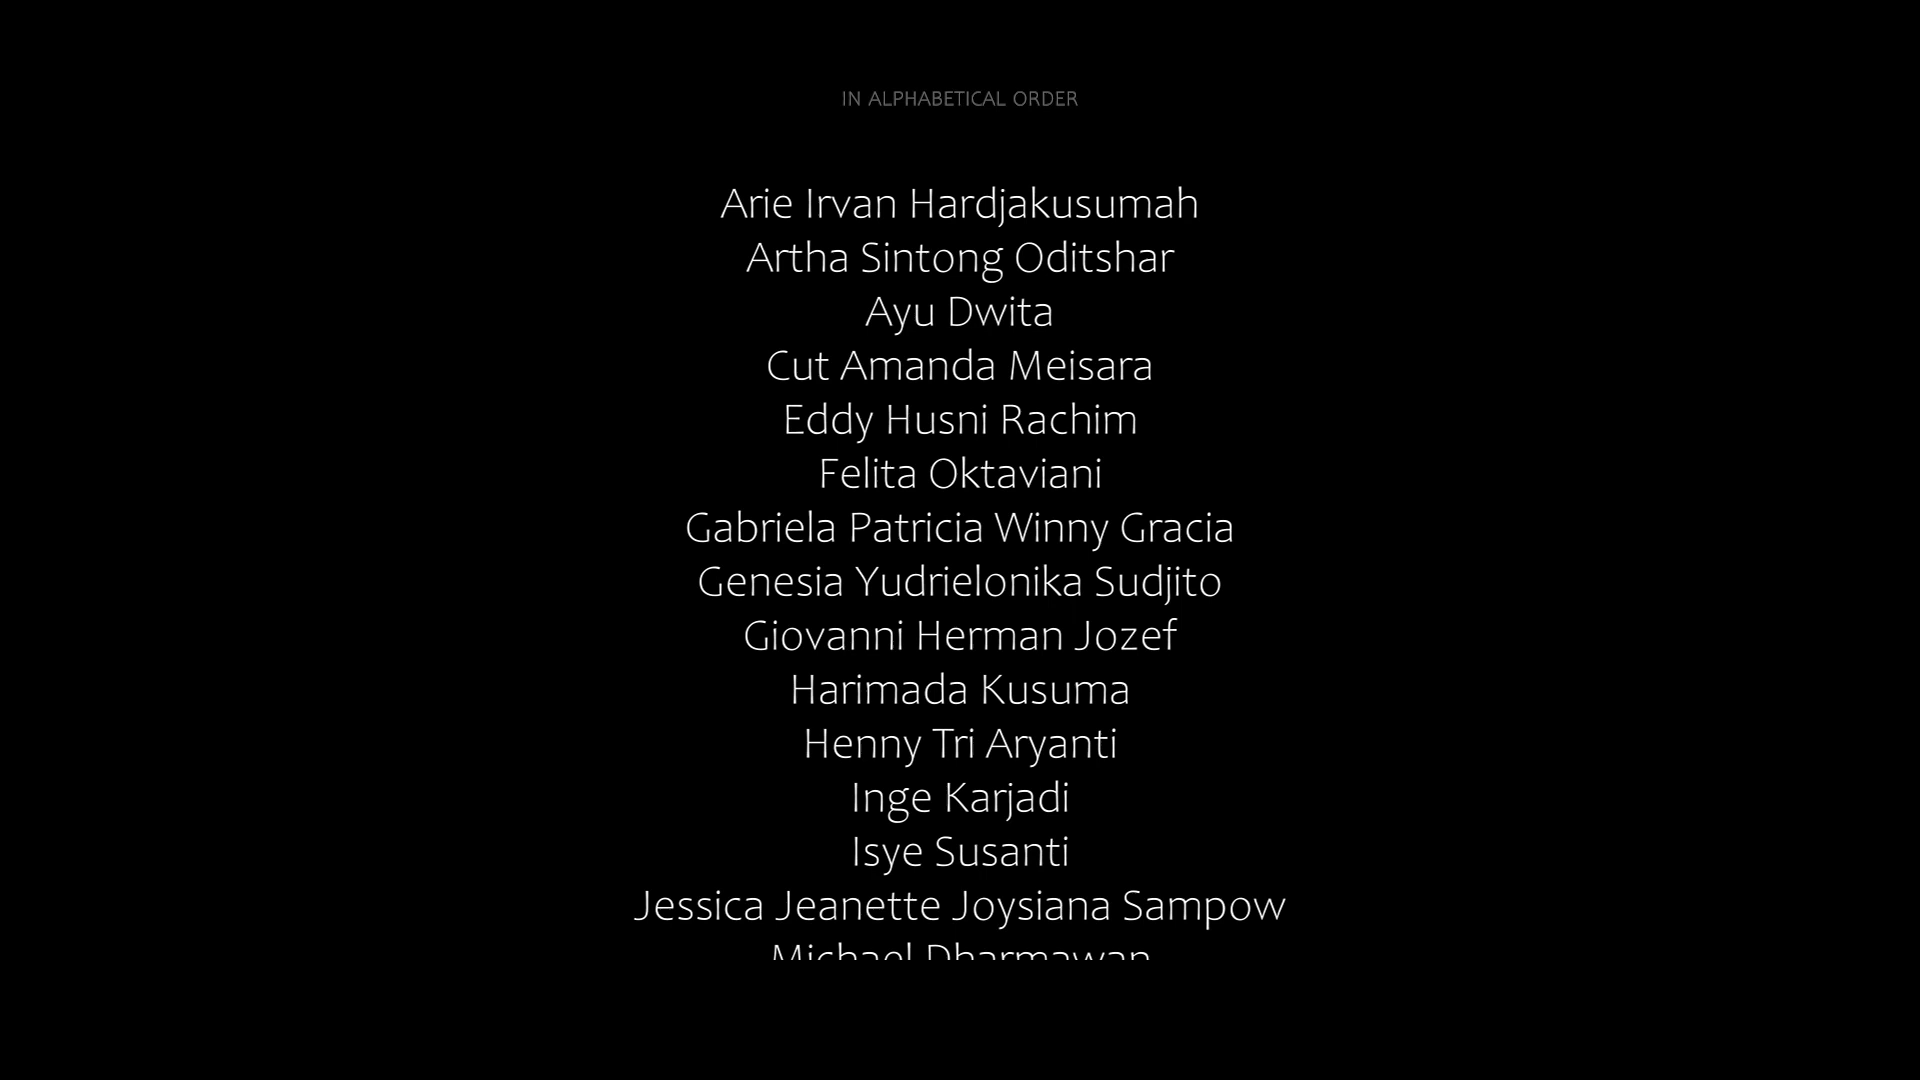 IN ALPHABETICAL ORDER
Arie Irvan Hardjakusumah
Artha Sintong Oditshar
Ayu Dwita
Cut Amanda Meisara
Eddy Husni Rachim
Felita Oktaviani
Gabriela Patricia Winny Gracia
Genesia Yudrielonika Sudjito
Giovanni Herman Jozef
Harimada Kusuma
Henny Tri Aryanti
Inge Karjadi
Isye Susanti
Jessica Jeanette Joysiana Sampow
Michael Dharmawan